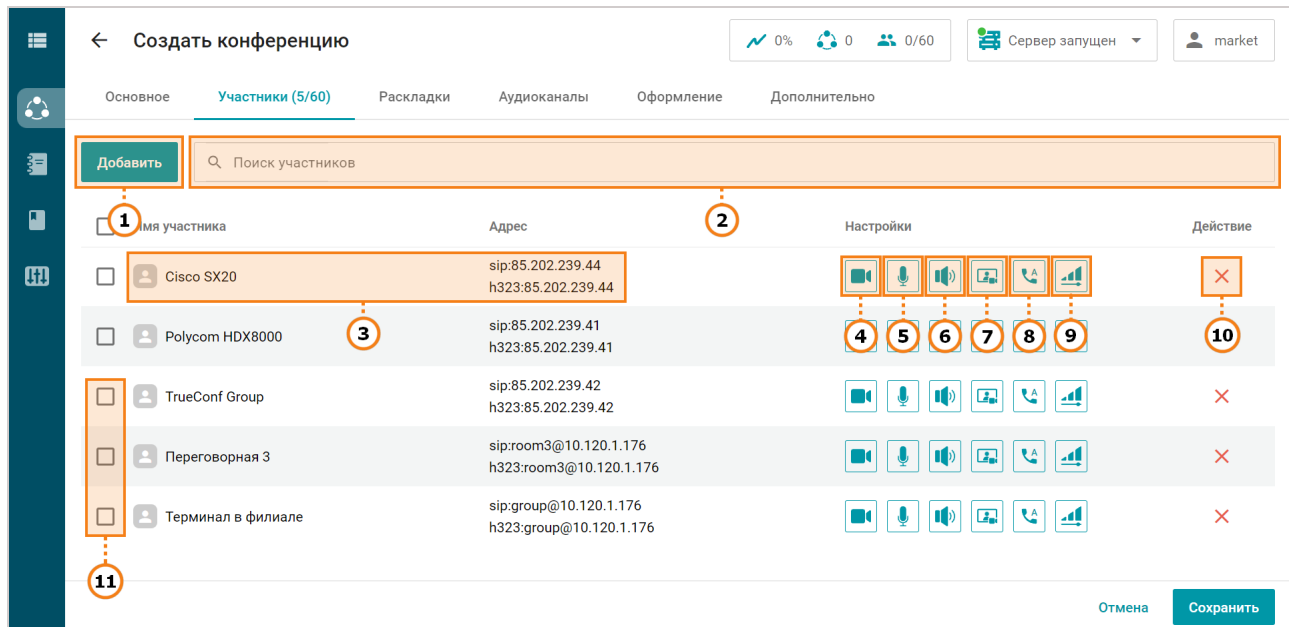 Создать конференцию
0% 0 0/60 Сервер запущен market
Основное Участники (5/60) Раскладки Аудиоканалы Оформление Дополнительно
Добавить Поиск участников
1 2
мя участника Адрес Настройки Действие
Cisco SX20 sip:85.202.239.44
h323:85.202.239.44
3 4 5 6 7 8 9 10
Polycom HDX8000 sip:85.202.239.41
h323:85.202.239.41
TrueConf Group sip:85.202.239.42
h323:85.202.239.42
Переговорная 3 sip:room3@10.120.1.176
h323:room3@10.120.1.176
Терминал в филиале sip:group@10.120.1.176
h323:group@10.120.1.176
11
Отмена Сохранить